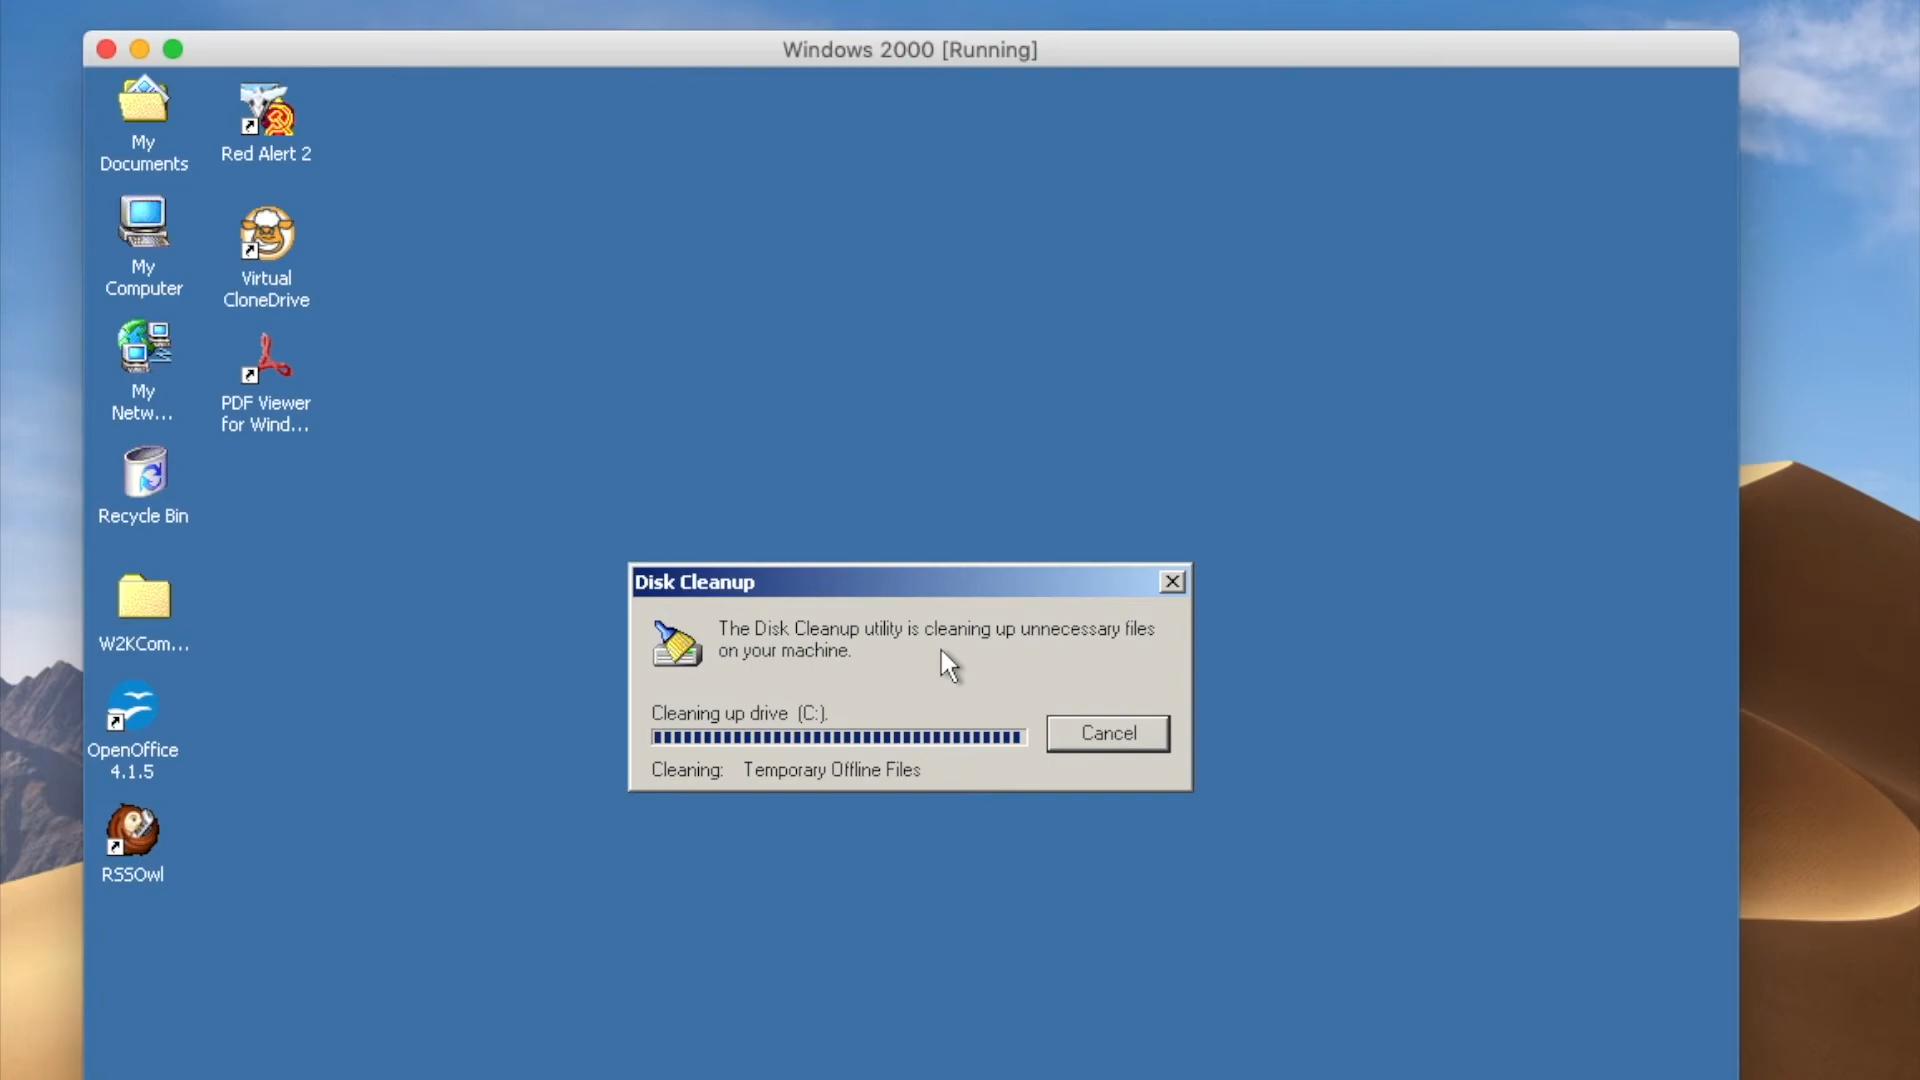 Windows 2000 [Running]
My
Documents
Red Alert 2
My
Computer
Virtual
CloneDrive
My
Netw...
PDF Viewer
for Wind...
Recycle Bin
W2KCom...
OpenOffice
4.1.5
RSSOwl
Disk Cleanup
The Disk Cleanup utility is cleaning up unnecessary files
on your machine.
Cleaning up drive (C:).
Cancel
Cleaning: Temporary Offline Files